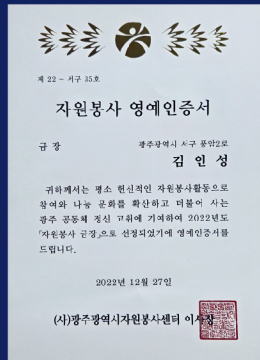 제 22 - 서구 35호
자원봉사 영예인증서
금 장
광주광역시 서구 풍암2로
김 인 성
귀하께서는 평소 헌신적인 자원봉사활동으로
참여와 나눔 문화를 확산하고 더불어 사는
광주 공동체 정신 고취에 기여하여 2022년도
「자원봉사 금장」으로 선정되었기에 영예인증서를
드립니다.
2022년 12월 27일
(사)광주광역시자원봉사센터 이사장